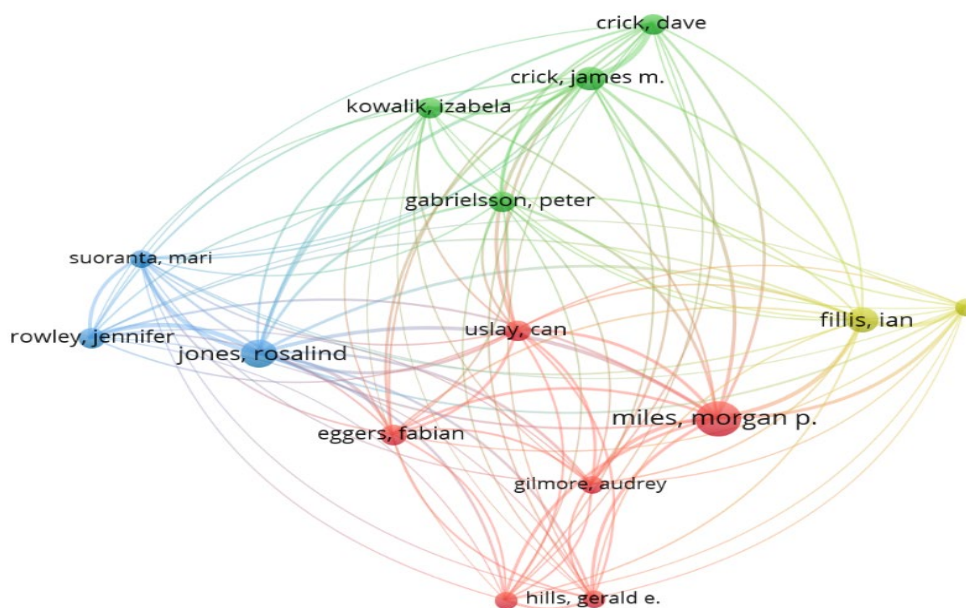 crick, dave
crick, james m.
kowalik, izabela
gabrielsson, peter
suoranta, mari
rowley, jennifer
jones, rosalind
uslay, can
fillis, ian
miles, morgan p.
eggers, fabian
gilmore, audrey
hills, gerald e.